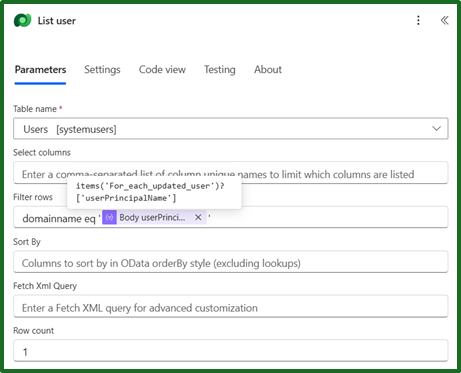 List user
Parameters Settings Code view Testing About
Table name *
Users [systemusers]
Select columns
Enter a comma-separated list of column unique names to limit which columns are listed
items('For_each_updated_user')?
['userPrincipalName']
Filter rows
domainname eq ' Body userPrinci... × '
Sort By
Columns to sort by in OData orderBy style (excluding lookups)
Fetch Xml Query
Enter a Fetch XML query for advanced customization
Row count
1